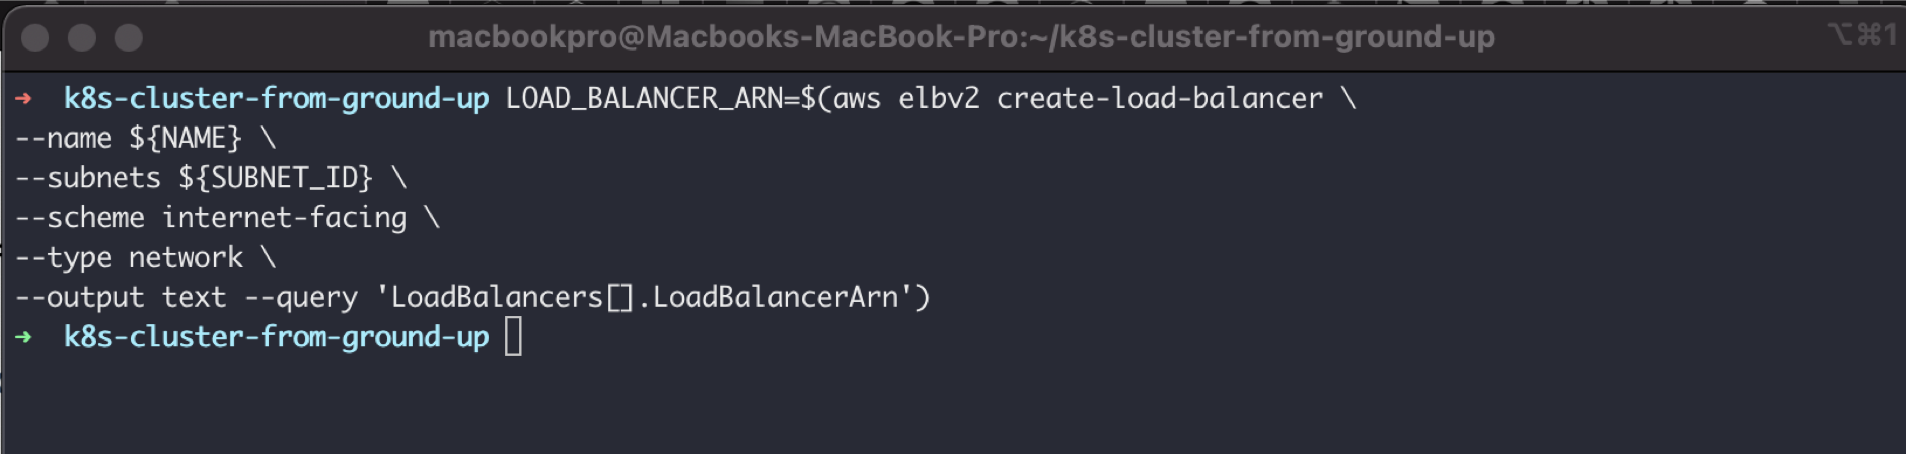 macbookpro@Macbooks-MacBook-Pro:~/k8s-cluster-from-ground-up ⌥⌘1
➜ k8s-cluster-from-ground-up LOAD_BALANCER_ARN=$(aws elbv2 create-load-balancer \
--name ${NAME} \
--subnets ${SUBNET_ID} \
--scheme internet-facing \
--type network \
--output text --query 'LoadBalancers[].LoadBalancerArn')
➜ k8s-cluster-from-ground-up